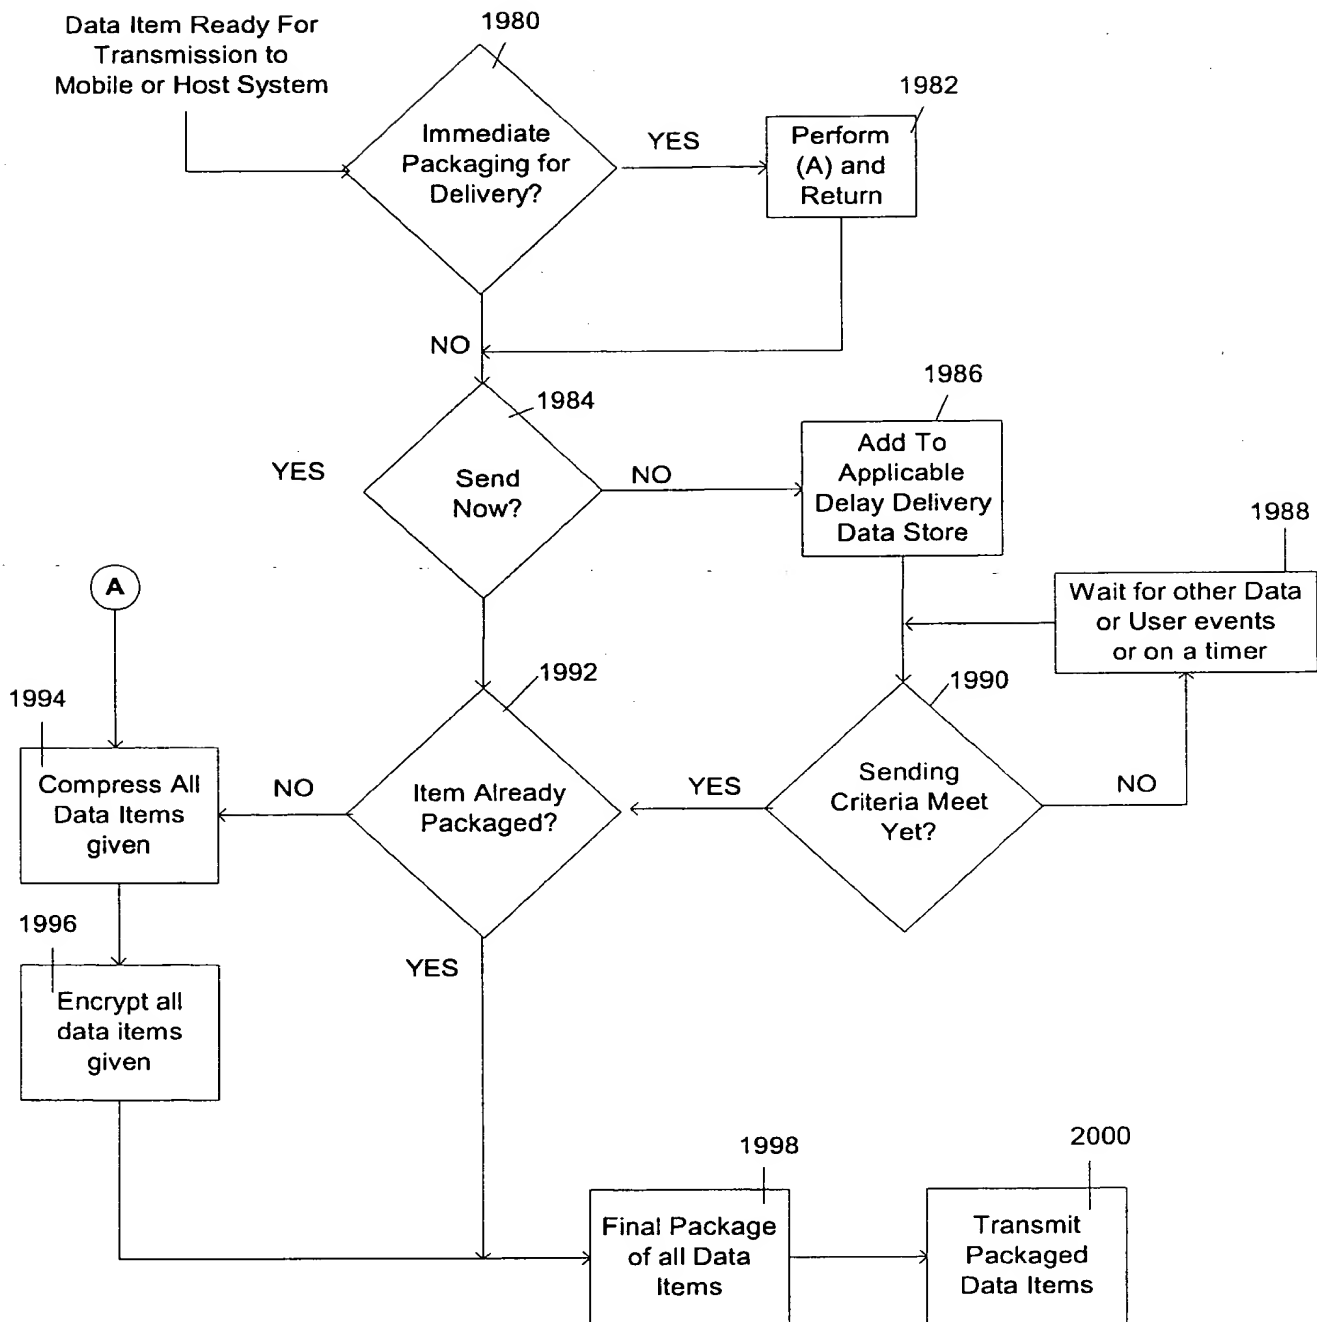 Data Item Ready For
Transmission to
Mobile or Host System
1980
Immediate
Packaging for
Delivery?
YES
1982
Perform
(A) and
Return
NO
1984
YES
Send
Now?
NO
1986
Add To
Applicable
Delay Delivery
Data Store
1988
Wait for other Data
or User events
or on a timer
A
1994
Compress All
Data Items
given
NO
1992
Item Already
Packaged?
YES
1990
Sending
Criteria Meet
Yet?
NO
1996
Encrypt all
data items
given
YES
1998
Final Package
of all Data
Items
2000
Transmit
Packaged
Data Items